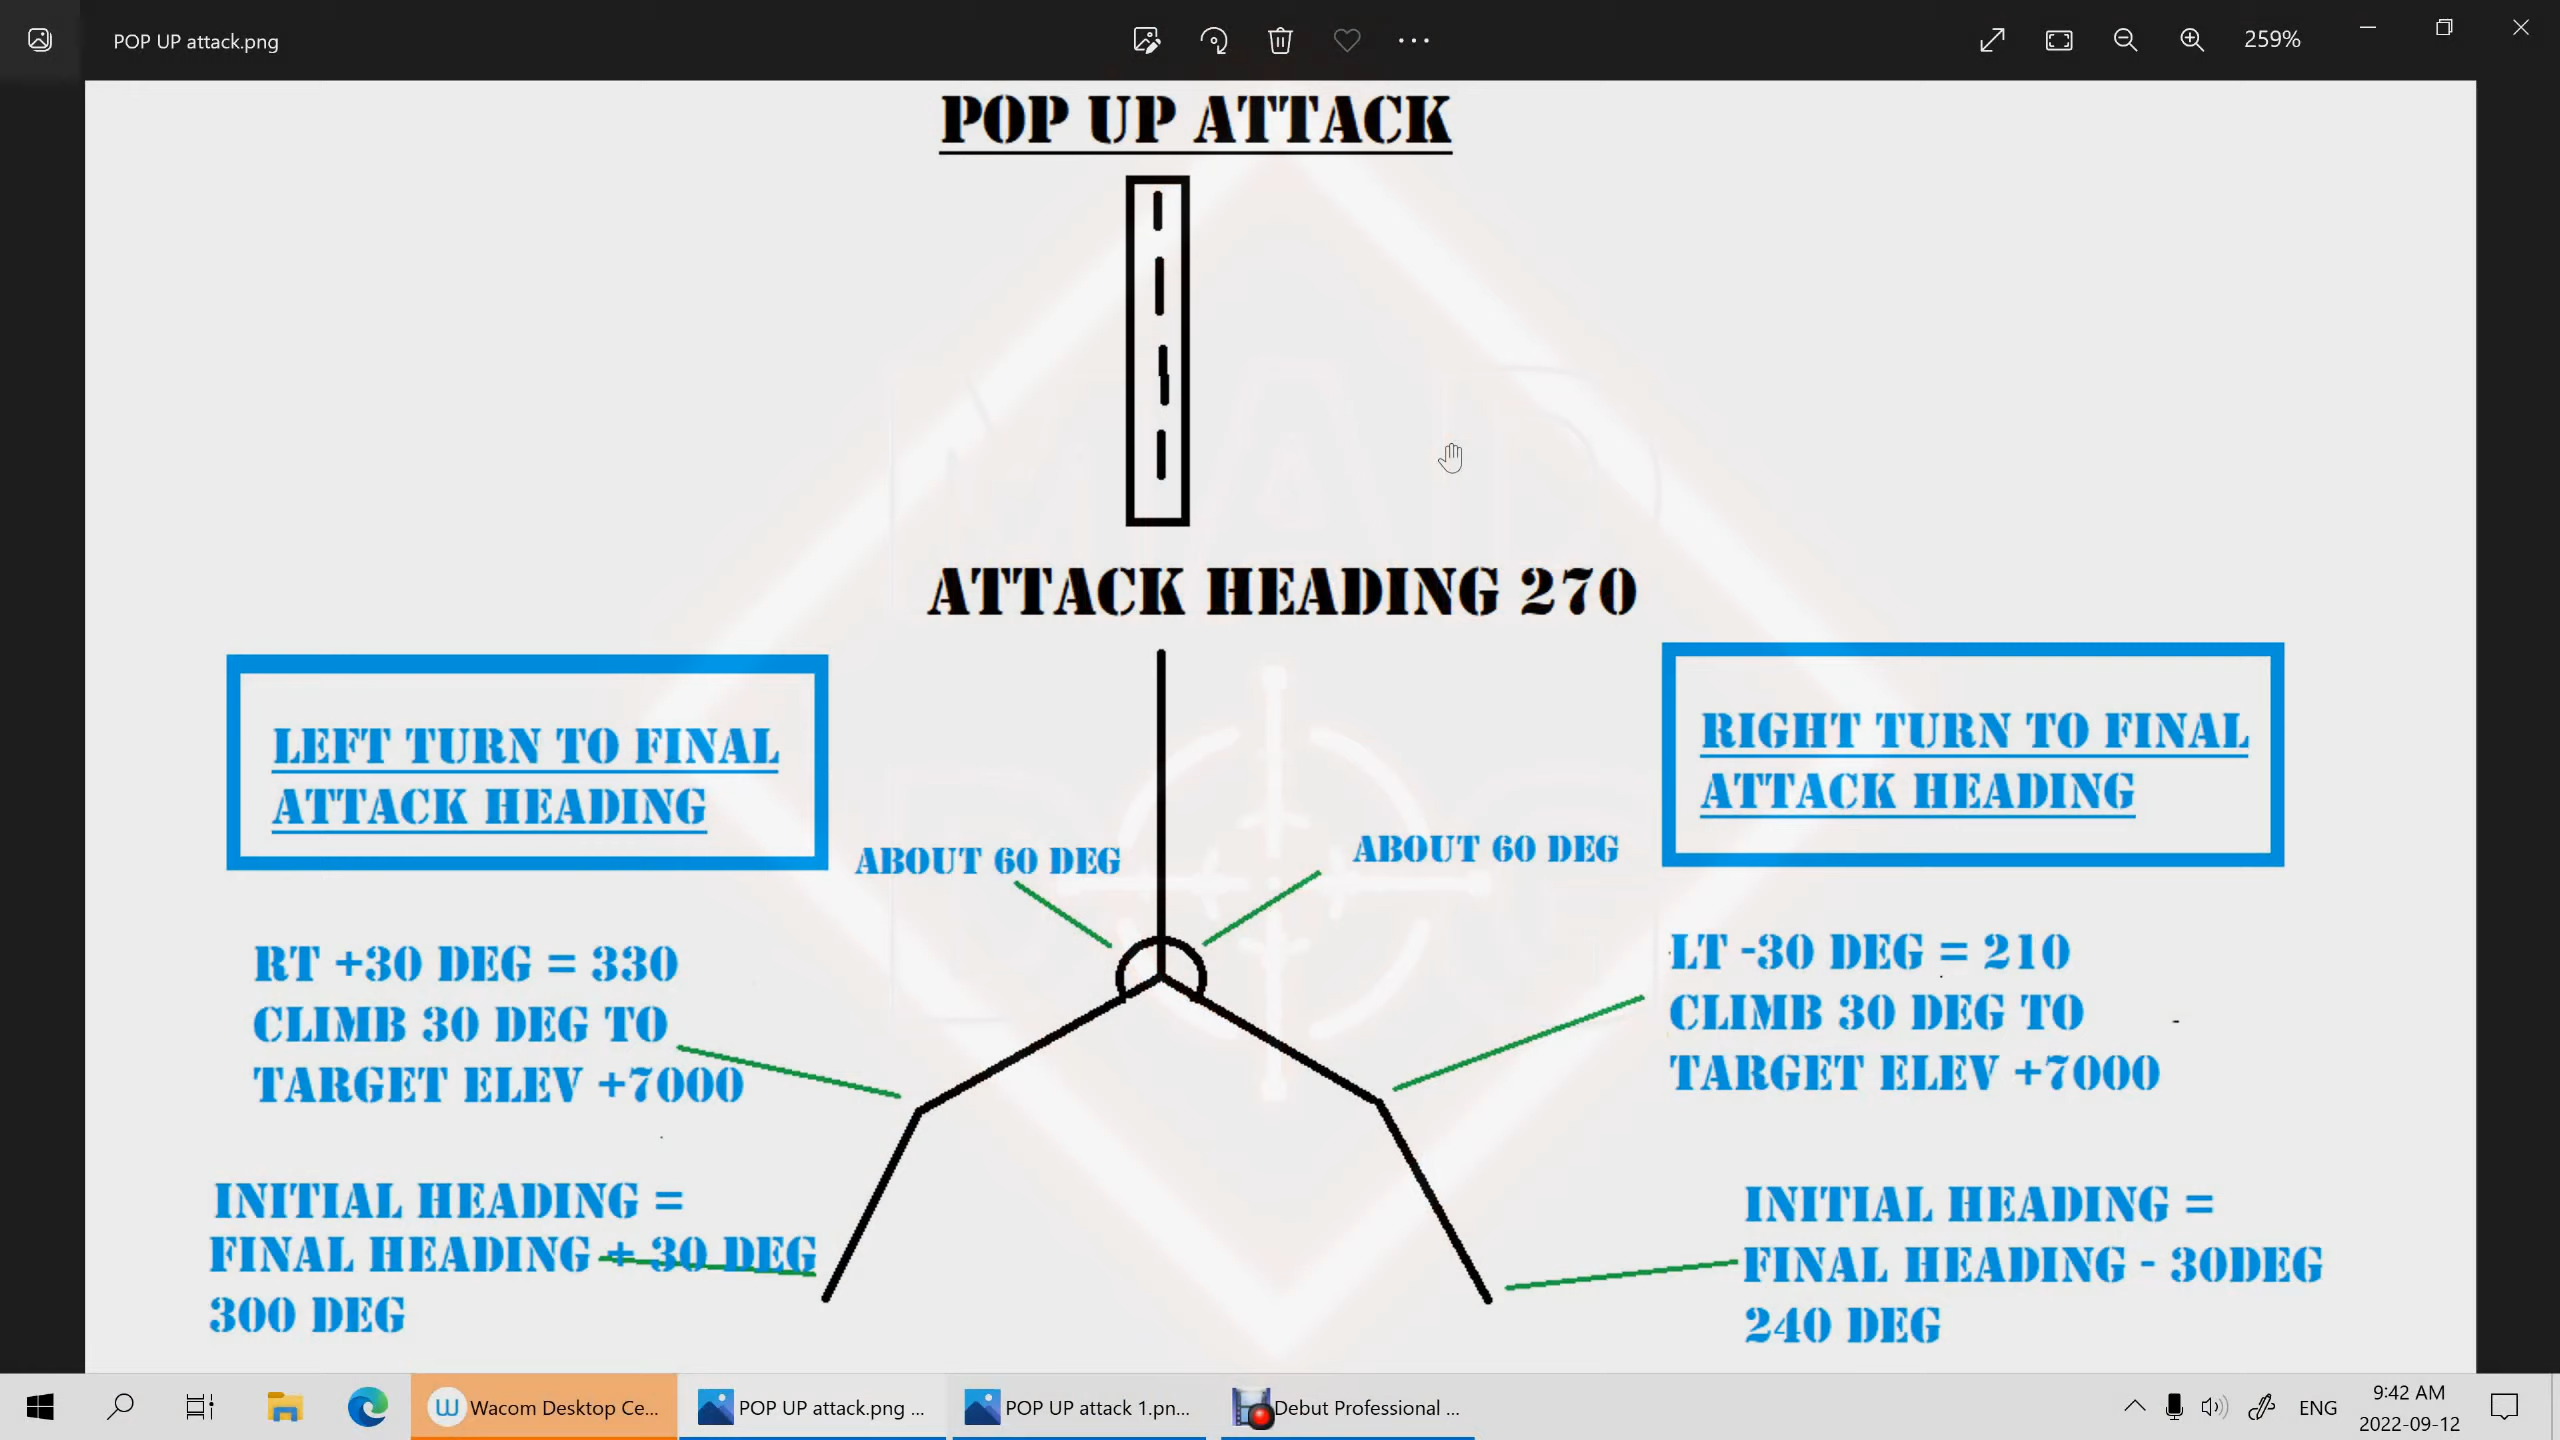 POP UP attack.png
259%
POP UP ATTACK
ATTACK HEADING 270
LEFT TURN TO FINAL
ATTACK HEADING
RIGHT TURN TO FINAL
ATTACK HEADING
ABOUT 60 DEG
ABOUT 60 DEG
RT +30 DEG = 330
CLIMB 30 DEG TO
TARGET ELEV +7000
LT -30 DEG = 210
CLIMB 30 DEG TO
TARGET ELEV +7000
INITIAL HEADING =
FINAL HEADING + 30 DEG
300 DEG
INITIAL HEADING =
FINAL HEADING - 30DEG
240 DEG
Wacom Desktop Ce...
POP UP attack.png ...
POP UP attack 1.pn...
Debut Professional ...
ENG
9:42 AM
2022-09-12